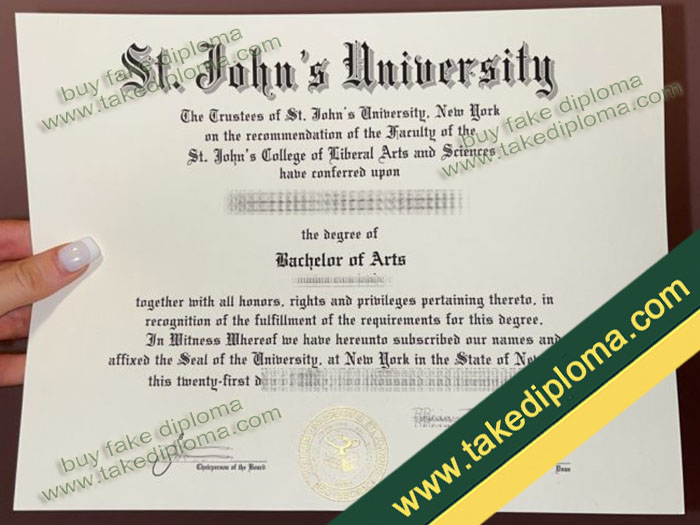 St. John's University
buy fake diploma
www.takediploma.com
The Trustees of St. John's University, New York
on the recommendation of the Faculty of the
buy fake diploma
www.takediploma.com
St. John's College of Liberal Arts and Sciences
have conferred upon
the degree of
Bachelor of Arts
together with all honors, rights and privileges pertaining thereto, in
recognition of the fulfillment of the requirements for this degree.
In Witness Whereof we have hereunto subscribed our names and
affixed the Seal of the University, at New York in the State of
this twenty-first
buy fake diploma
www.takediploma.com
Chairperson of the Board
Dean
www.takediploma.com